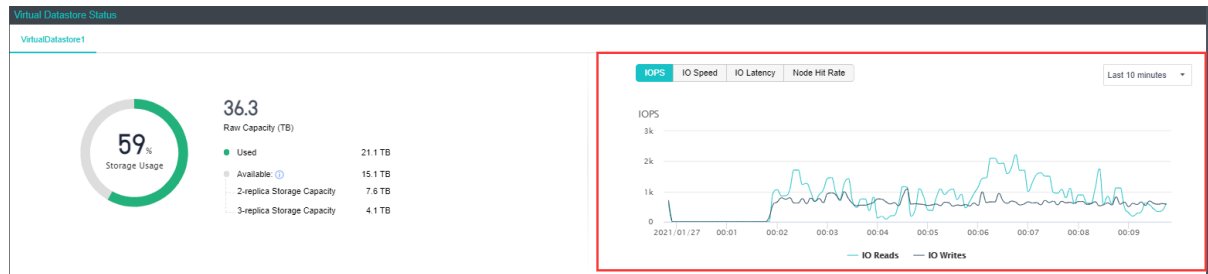 Virtual Datastore Status
VirtualDatastore1
59%
Storage Usage
36.3
Raw Capacity (TB)
Used 21.1 TB
Available: 15.1 TB
2-replica Storage Capacity 7.6 TB
3-replica Storage Capacity 4.1 TB
IOPS IO Speed IO Latency Node Hit Rate Last 10 minutes
IOPS
3k
2k
1k
0
2021/01/27 00:01 00:02 00:03 00:04 00:05 00:06 00:07 00:08 00:09
IO Reads IO Writes